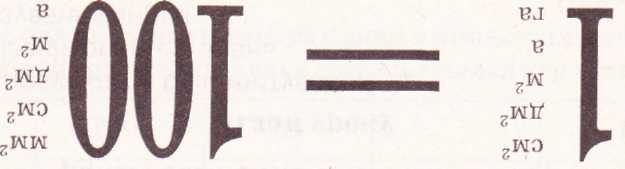 1 см² = 100 мм²
дм² см²
м² дм²
а м²
га а